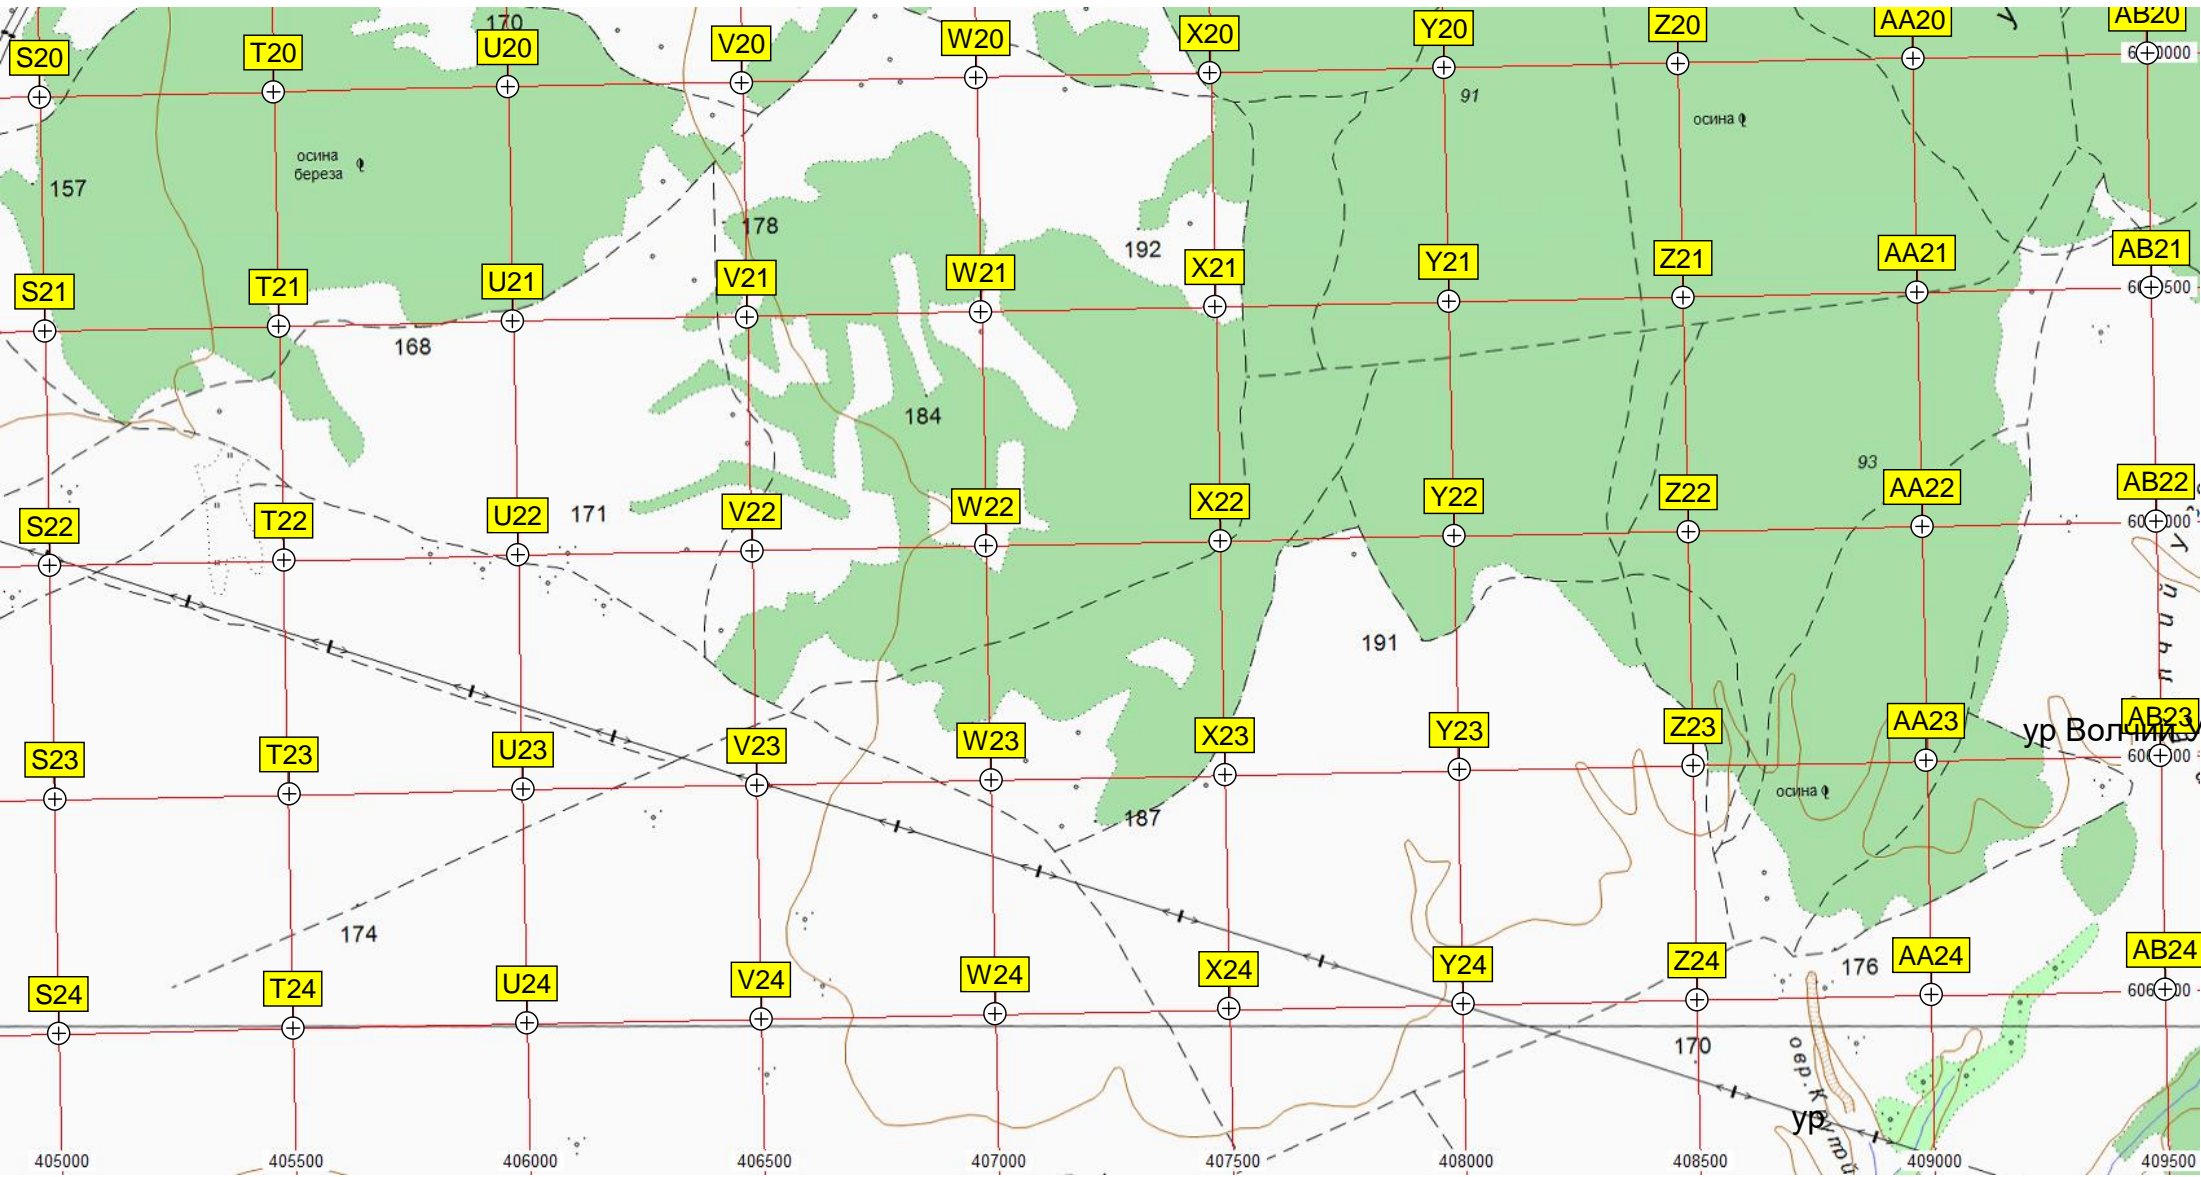 170
S20 T20 U20 V20 W20 X20 Y20 Z20 AA20 AB20
91
осина
осина
береза
157
178
192
S21 T21 U21 V21 W21 X21 Y21 Z21 AA21 AB21
168
184
93
S22 T22 U22 V22 W22 X22 Y22 Z22 AA22 AB22
171
191
S23 T23 U23 V23 W23 X23 Y23 Z23 AA23 AB23
ур Волчий
осина
187
174
176
S24 T24 U24 V24 W24 X24 Y24 Z24 AA24 AB24
170
овр. Крутой
ур
405000 405500 406000 406500 407000 407500 408000 408500 409000 409500